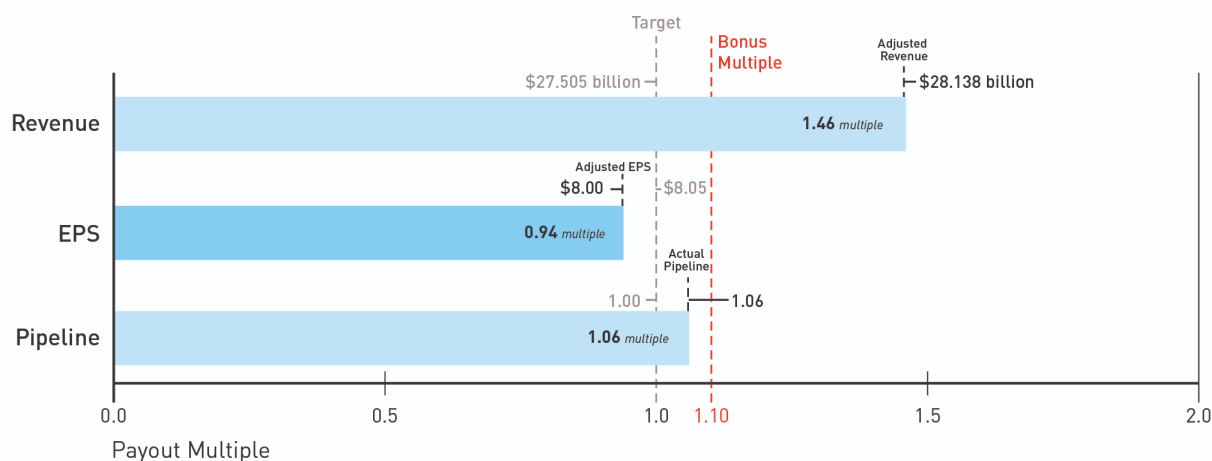 Target
Bonus
Multiple
Adjusted
Revenue
$27.505 billion
$28.138 billion
Revenue
1.46 multiple
Adjusted EPS
$8.00
$8.05
EPS
0.94 multiple
Actual
Pipeline
1.00
1.06
Pipeline
1.06 multiple
0.0 0.5 1.0 1.10 1.5 2.0
Payout Multiple